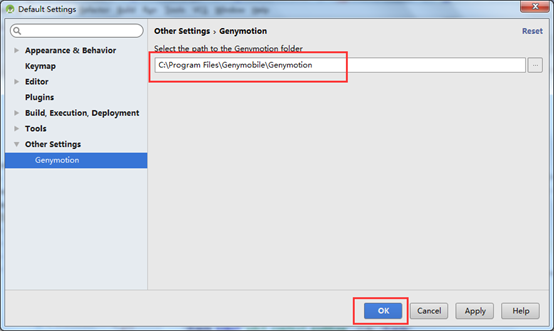 Default Settings
Other Settings › Genymotion
Reset
Appearance & Behavior
Keymap
Editor
Plugins
Build, Execution, Deployment
Tools
Other Settings
Genymotion
Select the path to the Genymotion folder
C:\Program Files\Genymobile\Genymotion
...
OK
Cancel
Apply
Help